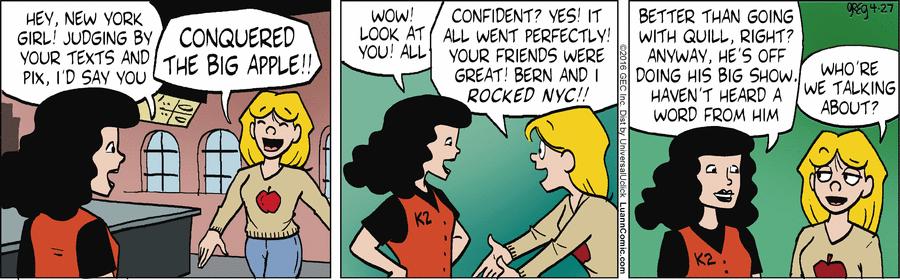 HEY, NEW YORK
GIRL! JUDGING BY
YOUR TEXTS AND
PIX, I'D SAY YOU
CONQUERED
THE BIG APPLE!!
WOW!
LOOK AT
YOU! ALL
CONFIDENT? YES! IT
ALL WENT PERFECTLY!
YOUR FRIENDS WERE
GREAT! BERN AND I
ROCKED NYC!!
K2
©2016 GEC Inc. Dist by UniversalUclick LuannComic.com
GREG 4-27
BETTER THAN GOING
WITH QUILL, RIGHT?
ANYWAY, HE'S OFF
DOING HIS BIG SHOW.
HAVEN'T HEARD A
WORD FROM HIM
WHO'RE
WE TALKING
ABOUT?
K2